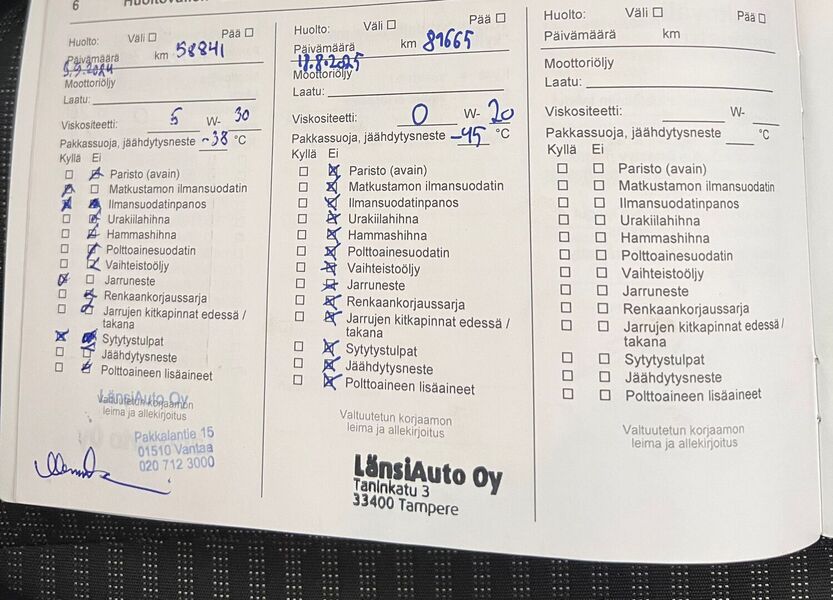 6
Huolto: Väli ☐ Pää ☐
Päivämäärä km 58841
9.9.2024
Moottoriöljy
Laatu:
Viskositeetti: 5 W- 30
Pakkassuoja, jäähdytysneste -38 °C
Kyllä Ei
Paristo (avain)
Matkustamon ilmansuodatin
Ilmansuodatinpanos
Urakiilahihna
Hammashihna
Polttoainesuodatin
Vaihteistoöljy
Jarruneste
Renkaankorjaussarja
Jarrujen kitkapinnat edessä /
takana
Sytytystulpat
Jäähdytysneste
Polttoaineen lisäaineet
LänsiAuto Oy
Valtuutetun korjaamon
leima ja allekirjoitus
Pakkalantie 15
01510 Vantaa
020 712 3000
Huolto: Väli ☐ Pää ☐
Päivämäärä km 89665
Moottoriöljy
Laatu:
Viskositeetti: 0 W- 20
Pakkassuoja, jäähdytysneste -45 °C
Kyllä Ei
Paristo (avain)
Matkustamon ilmansuodatin
Ilmansuodatinpanos
Urakiilahihna
Hammashihna
Polttoainesuodatin
Vaihteistoöljy
Jarruneste
Renkaankorjaussarja
Jarrujen kitkapinnat edessä /
takana
Sytytystulpat
Jäähdytysneste
Polttoaineen lisäaineet
Valtuutetun korjaamon
leima ja allekirjoitus
LänsiAuto Oy
Taninkatu 3
33400 Tampere
Huolto: Väli ☐ Pää ☐
Päivämäärä km
Moottoriöljy
Laatu:
Viskositeetti: W-
Pakkassuoja, jäähdytysneste °C
Kyllä Ei
Paristo (avain)
Matkustamon ilmansuodatin
Ilmansuodatinpanos
Urakiilahihna
Hammashihna
Polttoainesuodatin
Vaihteistoöljy
Jarruneste
Renkaankorjaussarja
Jarrujen kitkapinnat edessä /
takana
Sytytystulpat
Jäähdytysneste
Polttoaineen lisäaineet
Valtuutetun korjaamon
leima ja allekirjoitus